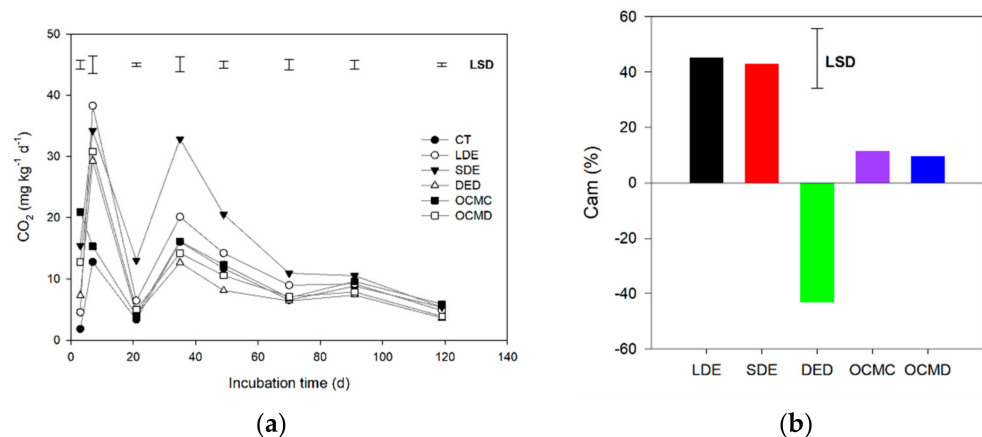 50
40
30
20
10
0
CO2 (mg kg-1 d-1)
LSD
CT
LDE
SDE
DED
OCMC
OCMD
0 20 40 60 80 100 120 140
Incubation time (d)
(a)
60
40
20
0
-20
-40
-60
Cam (%)
LSD
LDE SDE DED OCMC OCMD
(b)